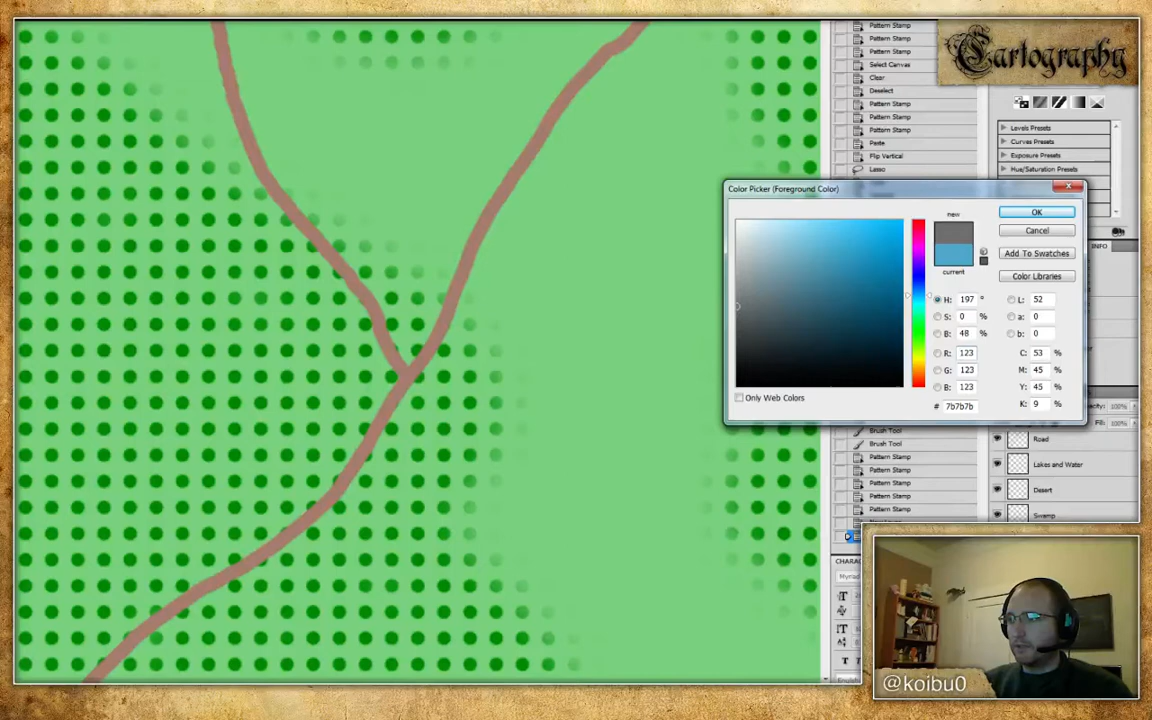 Pattern Stamp
Pattern Stamp
Pattern Stamp
Select Canvas
Clear
Deselect
Pattern Stamp
Pattern Stamp
Pattern Stamp
Paste
Flip Vertical
Lasso
Cartography
Levels Presets
Curves Presets
Exposure Presets
Hue/Saturation Presets
Color Picker (Foreground Color)
new
current
OK
Cancel
Add To Swatches
Color Libraries
H: 197 °
S: 0 %
B: 48 %
R: 123
G: 123
B: 123
L: 52
a: 0
b: 0
C: 53 %
M: 45 %
Y: 45 %
K: 9 %
# 7b7b7b
Only Web Colors
INFO
100%
Fill: 100%
Brush Tool
Brush Tool
Pattern Stamp
Pattern Stamp
Pattern Stamp
Pattern Stamp
Pattern Stamp
Road
Lakes and Water
Desert
Swamp
@koibu0